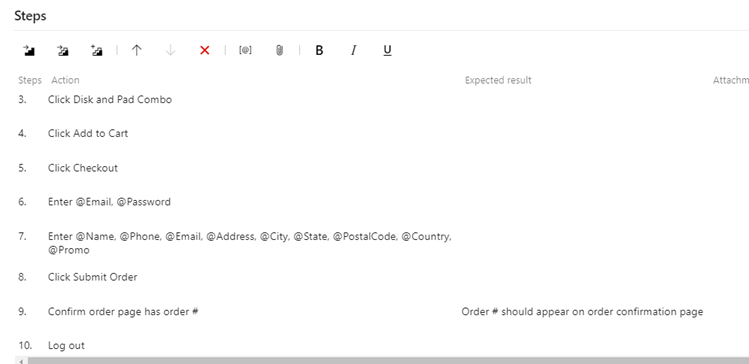 Steps
[@] B I U
Steps Action Expected result Attachm
3. Click Disk and Pad Combo
4. Click Add to Cart
5. Click Checkout
6. Enter @Email, @Password
7. Enter @Name, @Phone, @Email, @Address, @City, @State, @PostalCode, @Country,
@Promo
8. Click Submit Order
9. Confirm order page has order # Order # should appear on order confirmation page
10. Log out